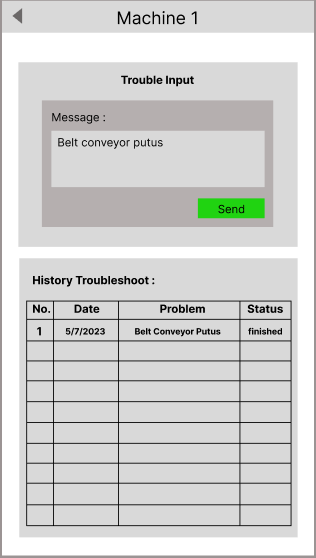 Machine 1
Trouble Input
Message :
Belt conveyor putus
Send
History Troubleshoot :
No. Date Problem Status
1 5/7/2023 Belt Conveyor Putus finished